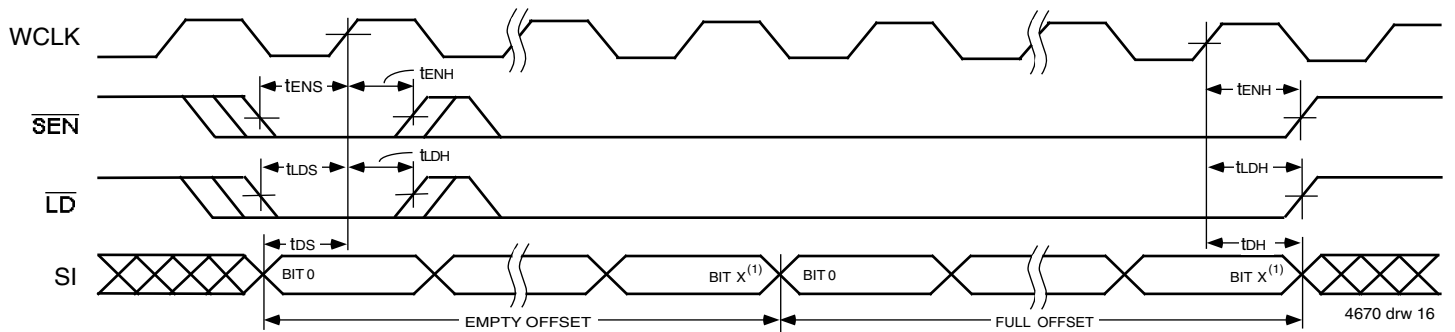 WCLK
tENS
tENH
tENH
SEN
tLDS
tLDH
tLDH
LD
tDS
tDH
SI
BIT 0
BIT X(1)
BIT 0
BIT X(1)
EMPTY OFFSET
FULL OFFSET
4670 drw 16